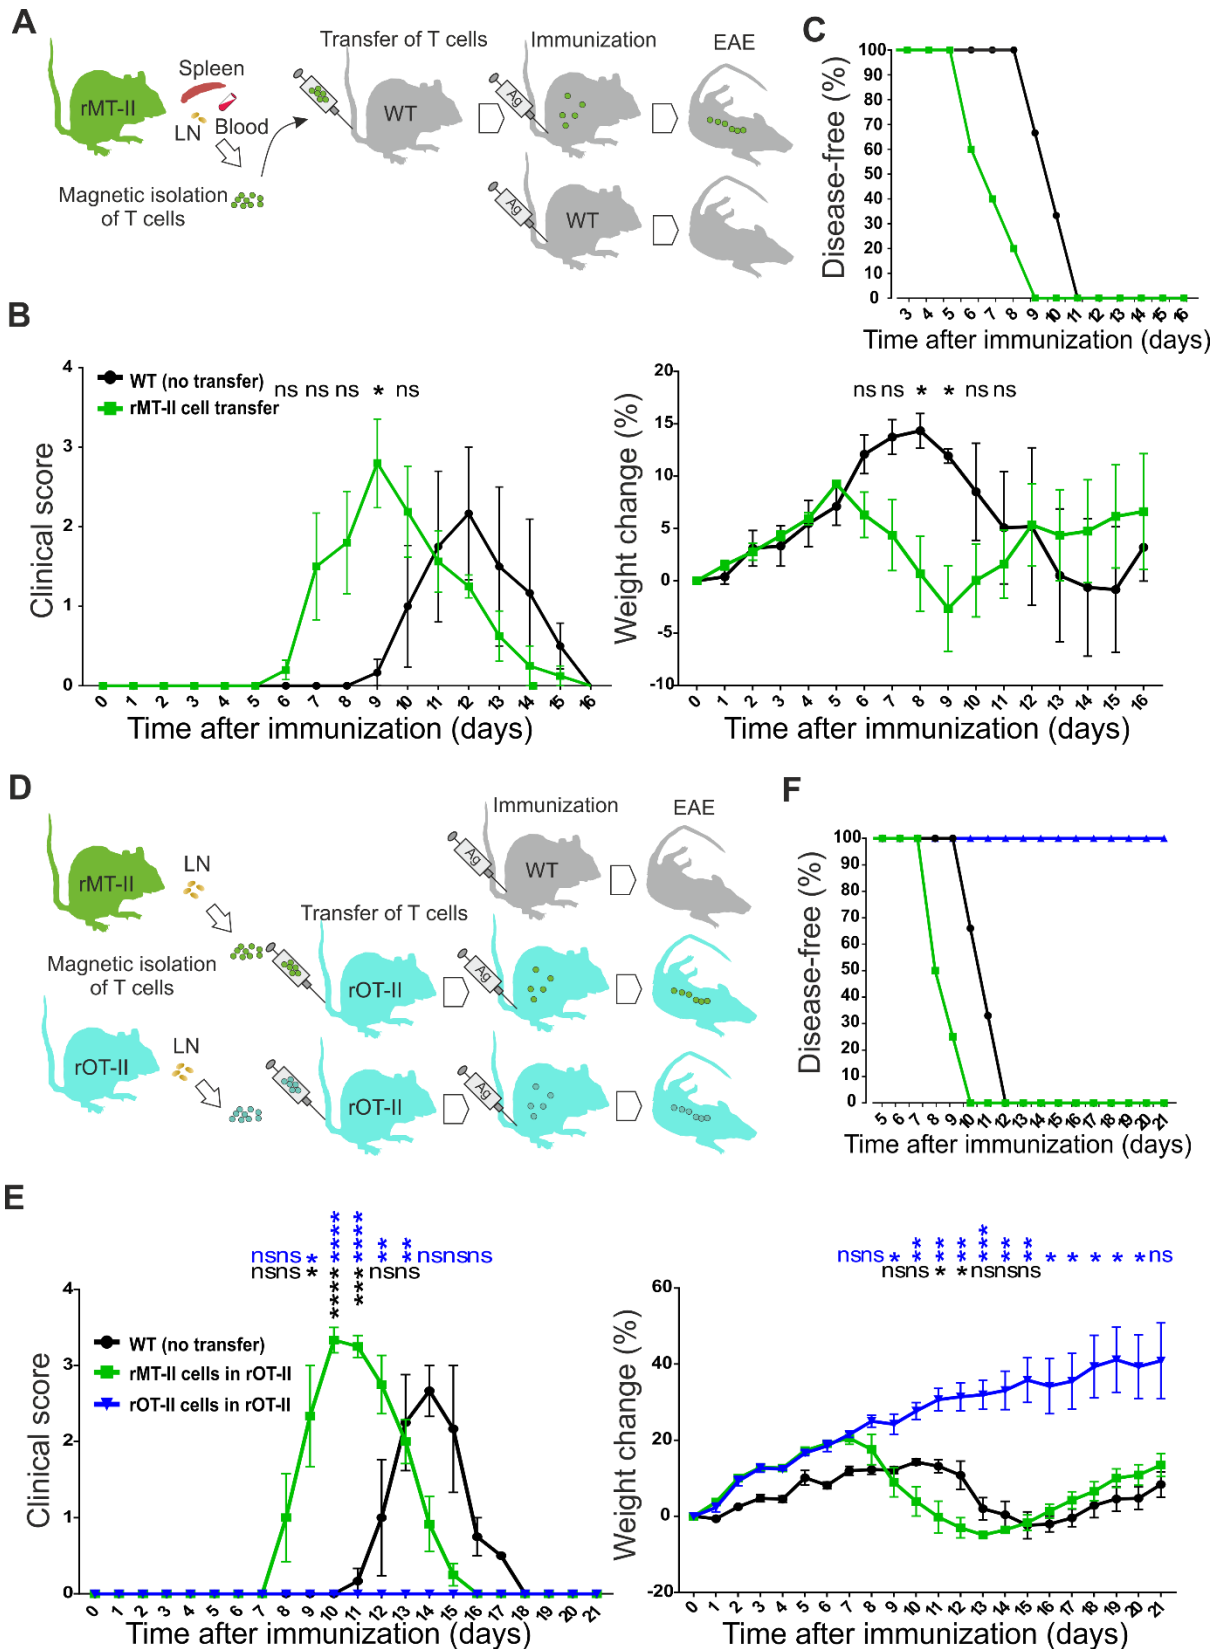 A
Spleen
rMT-II
LN
Blood
Magnetic isolation
of T cells
Transfer of T cells
WT
Immunization
Ag
EAE
Ag
WT
C
Disease-free (%)
100
90
80
70
60
50
40
30
20
10
0
3 4 5 6 7 8 9 10 11 12 13 14 15 16
Time after immunization (days)
B
WT (no transfer)
rMT-II cell transfer
ns ns ns * ns
Clinical score
4
3
2
1
0
0 1 2 3 4 5 6 7 8 9 10 11 12 13 14 15 16
Time after immunization (days)
ns ns * * ns ns
Weight change (%)
20
15
10
5
0
-5
-10
0 1 2 3 4 5 6 7 8 9 10 11 12 13 14 15 16
Time after immunization (days)
D
Immunization
EAE
Ag
WT
rMT-II
LN
Transfer of T cells
Magnetic isolation
of T cells
rOT-II
Ag
rOT-II
LN
rOT-II
Ag
F
Disease-free (%)
100
90
80
70
60
50
40
30
20
10
0
5 6 7 8 9 10 11 12 13 14 15 16 17 18 19 20 21
Time after immunization (days)
E
nsns * **** **** ** ** nsnsns
nsns * **** *** nsns
WT (no transfer)
rMT-II cells in rOT-II
rOT-II cells in rOT-II
Clinical score
4
3
2
1
0
0 1 2 3 4 5 6 7 8 9 10 11 12 13 14 15 16 17 18 19 20 21
Time after immunization (days)
nsns * ** *** *** **** *** ** * * * * * ns
nsns * * nsnsns
Weight change (%)
60
40
20
0
-20
0 1 2 3 4 5 6 7 8 9 10 11 12 13 14 15 16 17 18 19 20 21
Time after immunization (days)